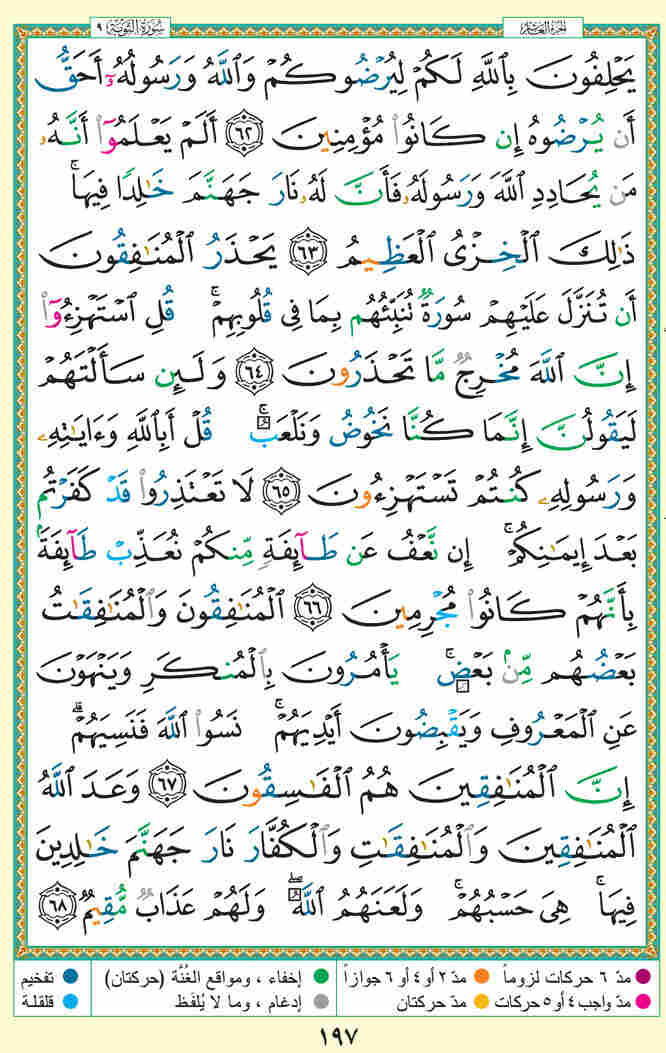 سُورَةُ التَّوْبَة ٩
الجزء العاشر
يَحۡلِفُونَ بِٱللَّهِ لَكُمۡ لِيُرۡضُوكُمۡ وَٱللَّهُ وَرَسُولُهُۥٓ أَحَقُّ
أَن يُرۡضُوهُ إِن كَانُواْ مُؤۡمِنِينَ ٦٢ أَلَمۡ يَعۡلَمُوٓاْ أَنَّهُۥ
مَن يُحَادِدِ ٱللَّهَ وَرَسُولَهُۥ فَأَنَّ لَهُۥ نَارَ جَهَنَّمَ خَٰلِدٗا فِيهَاۚ
ذَٰلِكَ ٱلۡخِزۡيُ ٱلۡعَظِيمُ ٦٣ يَحۡذَرُ ٱلۡمُنَٰفِقُونَ
أَن تُنَزَّلَ عَلَيۡهِمۡ سُورَةٞ تُنَبِّئُهُم بِمَا فِي قُلُوبِهِمۡۚ قُلِ ٱسۡتَهۡزِءُوٓاْ
إِنَّ ٱللَّهَ مُخۡرِجٞ مَّا تَحۡذَرُونَ ٦٤ وَلَئِن سَأَلۡتَهُمۡ
لَيَقُولُنَّ إِنَّمَا كُنَّا نَخُوضُ وَنَلۡعَبُۚ قُلۡ أَبِٱللَّهِ وَءَايَٰتِهِۦ
وَرَسُولِهِۦ كُنتُمۡ تَسۡتَهۡزِءُونَ ٦٥ لَا تَعۡتَذِرُواْ قَدۡ كَفَرۡتُم
بَعۡدَ إِيمَٰنِكُمۡۚ إِن نَّعۡفُ عَن طَآئِفَةٖ مِّنكُمۡ نُعَذِّبۡ طَآئِفَةَۢ
بِأَنَّهُمۡ كَانُواْ مُجۡرِمِينَ ٦٦ ٱلۡمُنَٰفِقُونَ وَٱلۡمُنَٰفِقَٰتُ
بَعۡضُهُم مِّنۢ بَعۡضٖۚ يَأۡمُرُونَ بِٱلۡمُنكَرِ وَيَنۡهَوۡنَ
عَنِ ٱلۡمَعۡرُوفِ وَيَقۡبِضُونَ أَيۡدِيَهُمۡۚ نَسُواْ ٱللَّهَ فَنَسِيَهُمۡۗ
إِنَّ ٱلۡمُنَٰفِقِينَ هُمُ ٱلۡفَٰسِقُونَ ٦٧ وَعَدَ ٱللَّهُ
ٱلۡمُنَٰفِقِينَ وَٱلۡمُنَٰفِقَٰتِ وَٱلۡكُفَّارَ نَارَ جَهَنَّمَ خَٰلِدِينَ
فِيهَاۚ هِيَ حَسۡبُهُمۡۚ وَلَعَنَهُمُ ٱللَّهُۖ وَلَهُمۡ عَذَابٞ مُّقِيمٞ ٦٨
مدّ ٦ حركات لزوماً مدّ ٢ أو ٤ أو ٦ جوازاً إخفاء ، ومواقع الغُنَّة (حركتان) تفخيم
مدّ واجب ٤ أو ٥ حركات مدّ حركتان إدغام ، وما لا يُلفَظ قلقلة
١٩٧